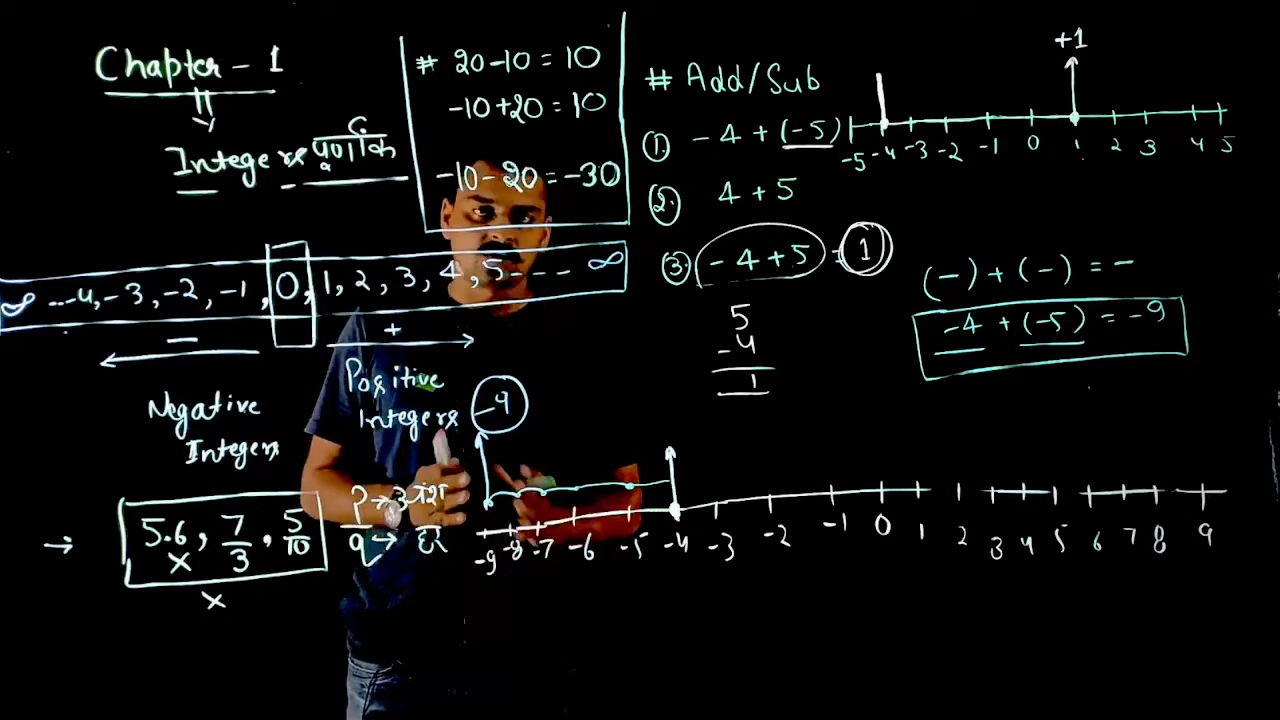 Chapter - 1
Integers पूर्णांक
# 20-10 = 10
-10+20 = 10
-10-20 = -30
∞ ...-4, -3, -2, -1, 0, 1, 2, 3, 4, 5 - - - - ∞
-
+
Negative
Integers
Positive
Integers
→ 5.6, 7/3, 5/10
x
x
p/q → अंश
→ हर
# Add/Sub
1. -4 + (-5)
2. 4 + 5
3. -4 + 5 = 1
5
-4
1
+1
-5 -4 -3 -2 -1 0 1 2 3 4 5
(-) + (-) = -
-4 + (-5) = -9
-9
-9 -8 -7 -6 -5 -4 -3 -2 -1 0 1 2 3 4 5 6 7 8 9